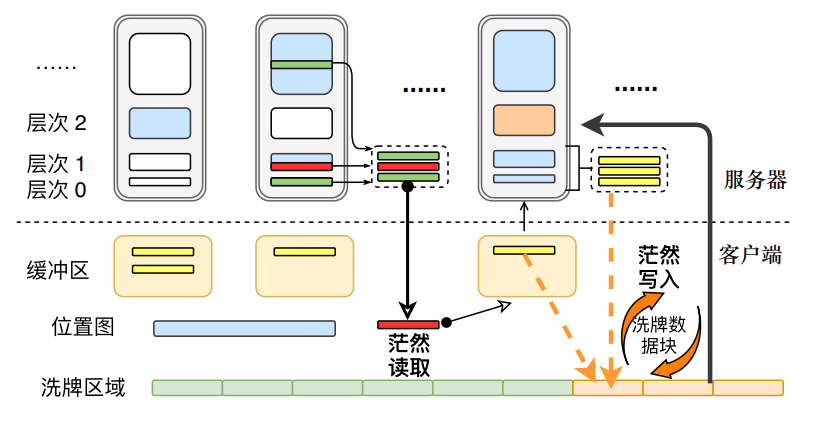 ······
······
······
层次 2
层次 1
层次 0
服务器
客户端
缓冲区
茫然
写入
位置图
洗牌数
据块
茫然
读取
洗牌区域